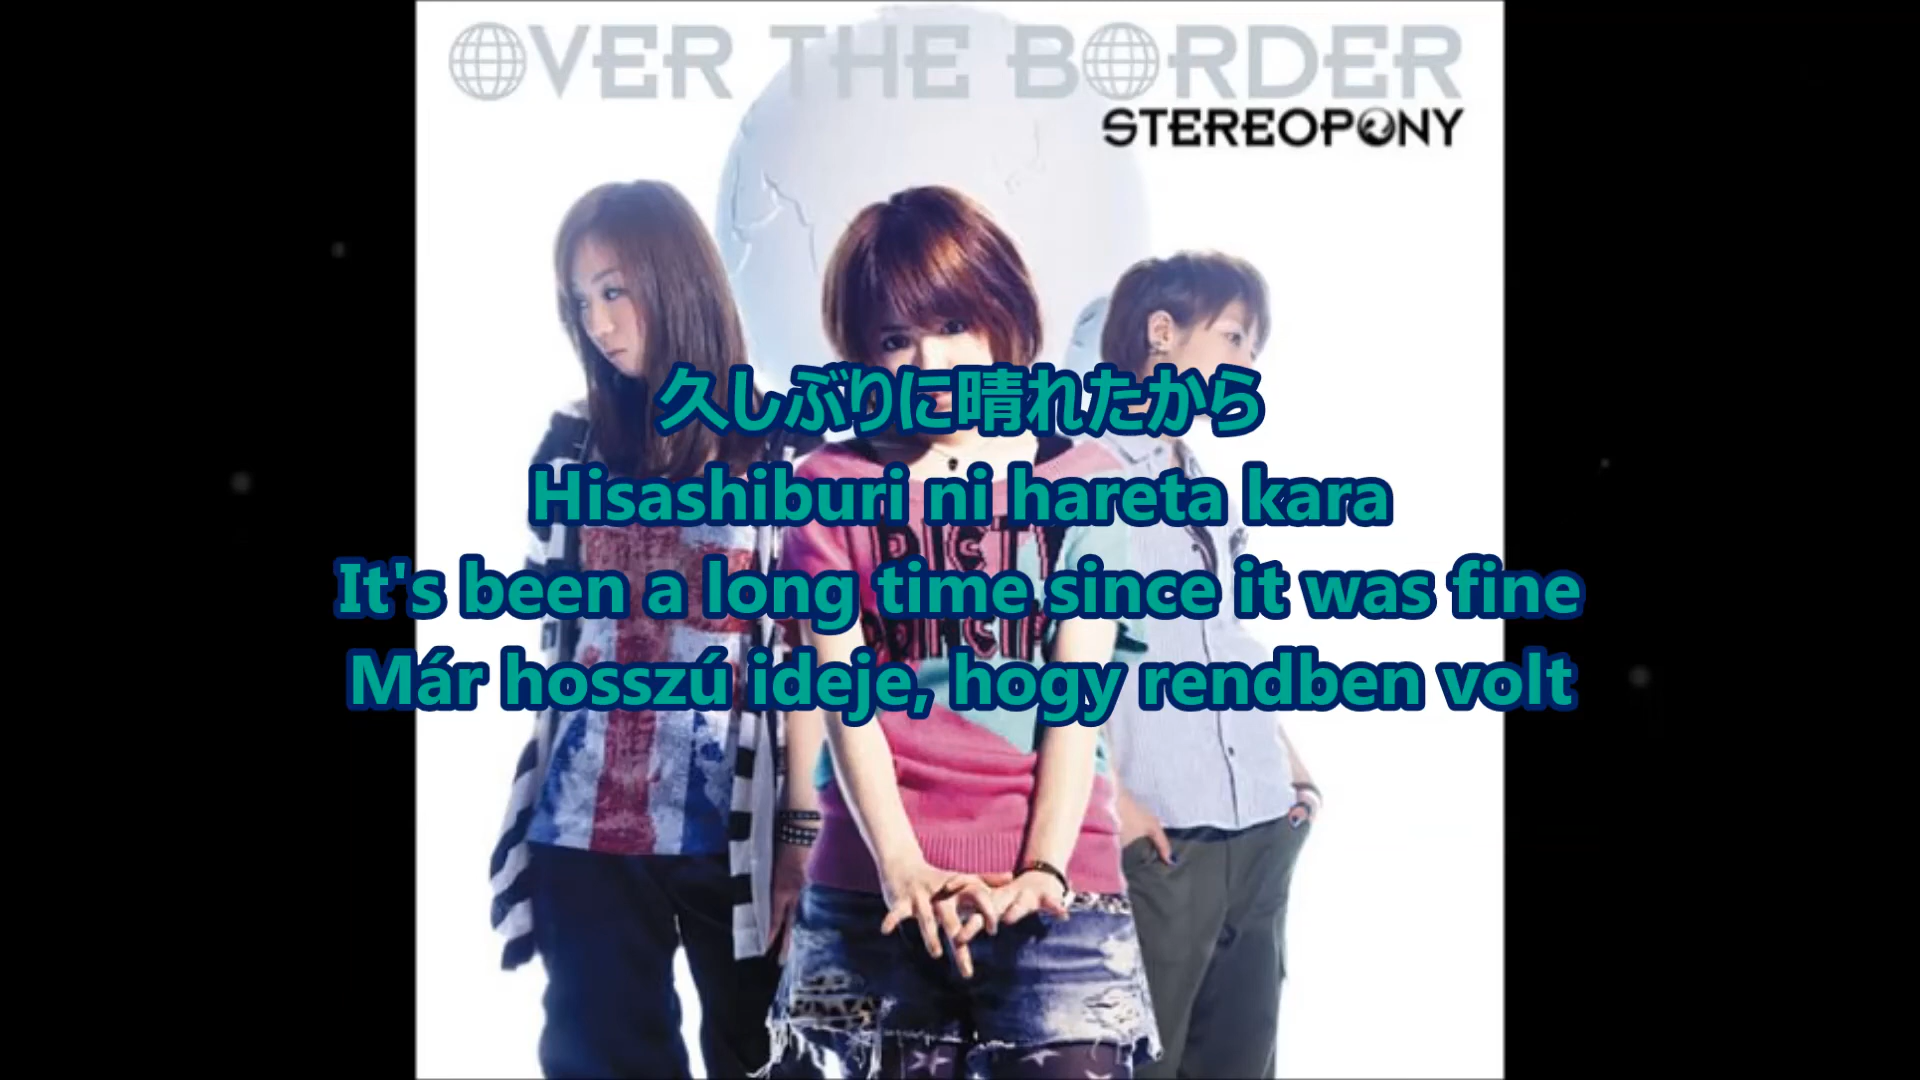 OVER THE BORDER
STEREOPONY
久しぶりに晴れたから
Hisashiburi ni hareta kara
It's been a long time since it was fine
Már hosszú ideje, hogy rendben volt